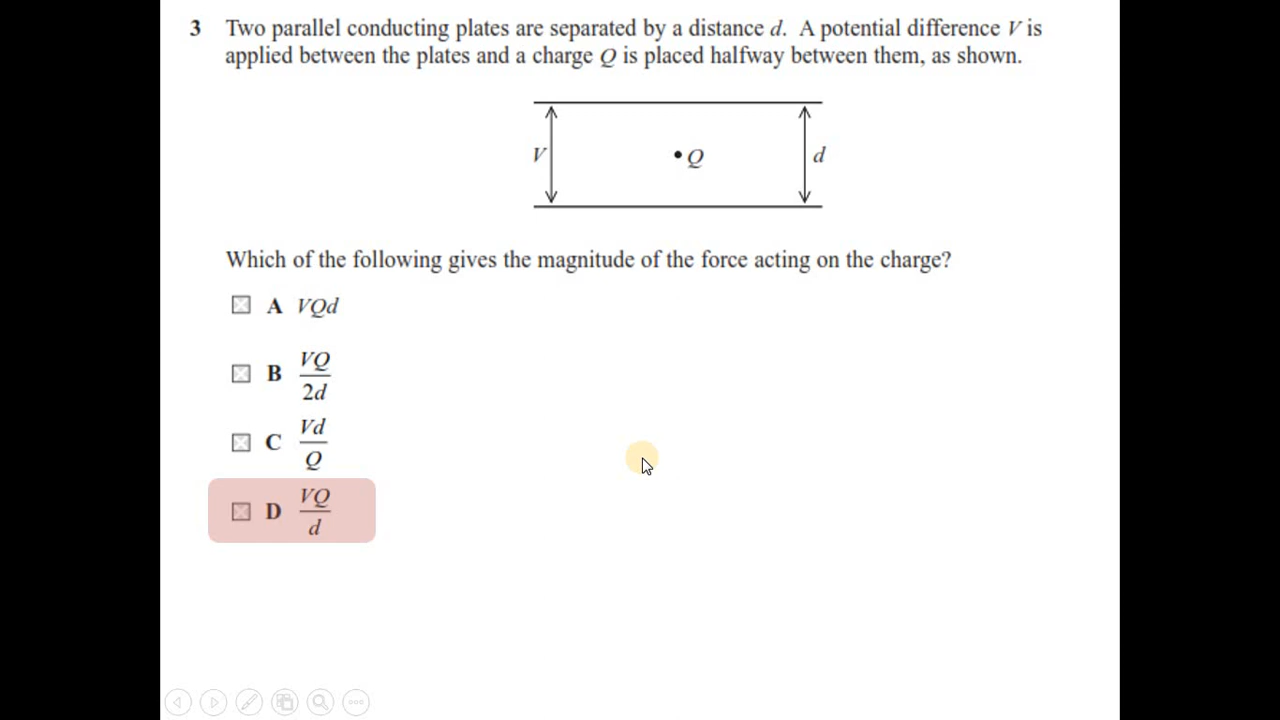 3 Two parallel conducting plates are separated by a distance d. A potential difference V is
applied between the plates and a charge Q is placed halfway between them, as shown.
V
Q
d
Which of the following gives the magnitude of the force acting on the charge?
A VQd
B VQ
2d
C Vd
Q
D VQ
d